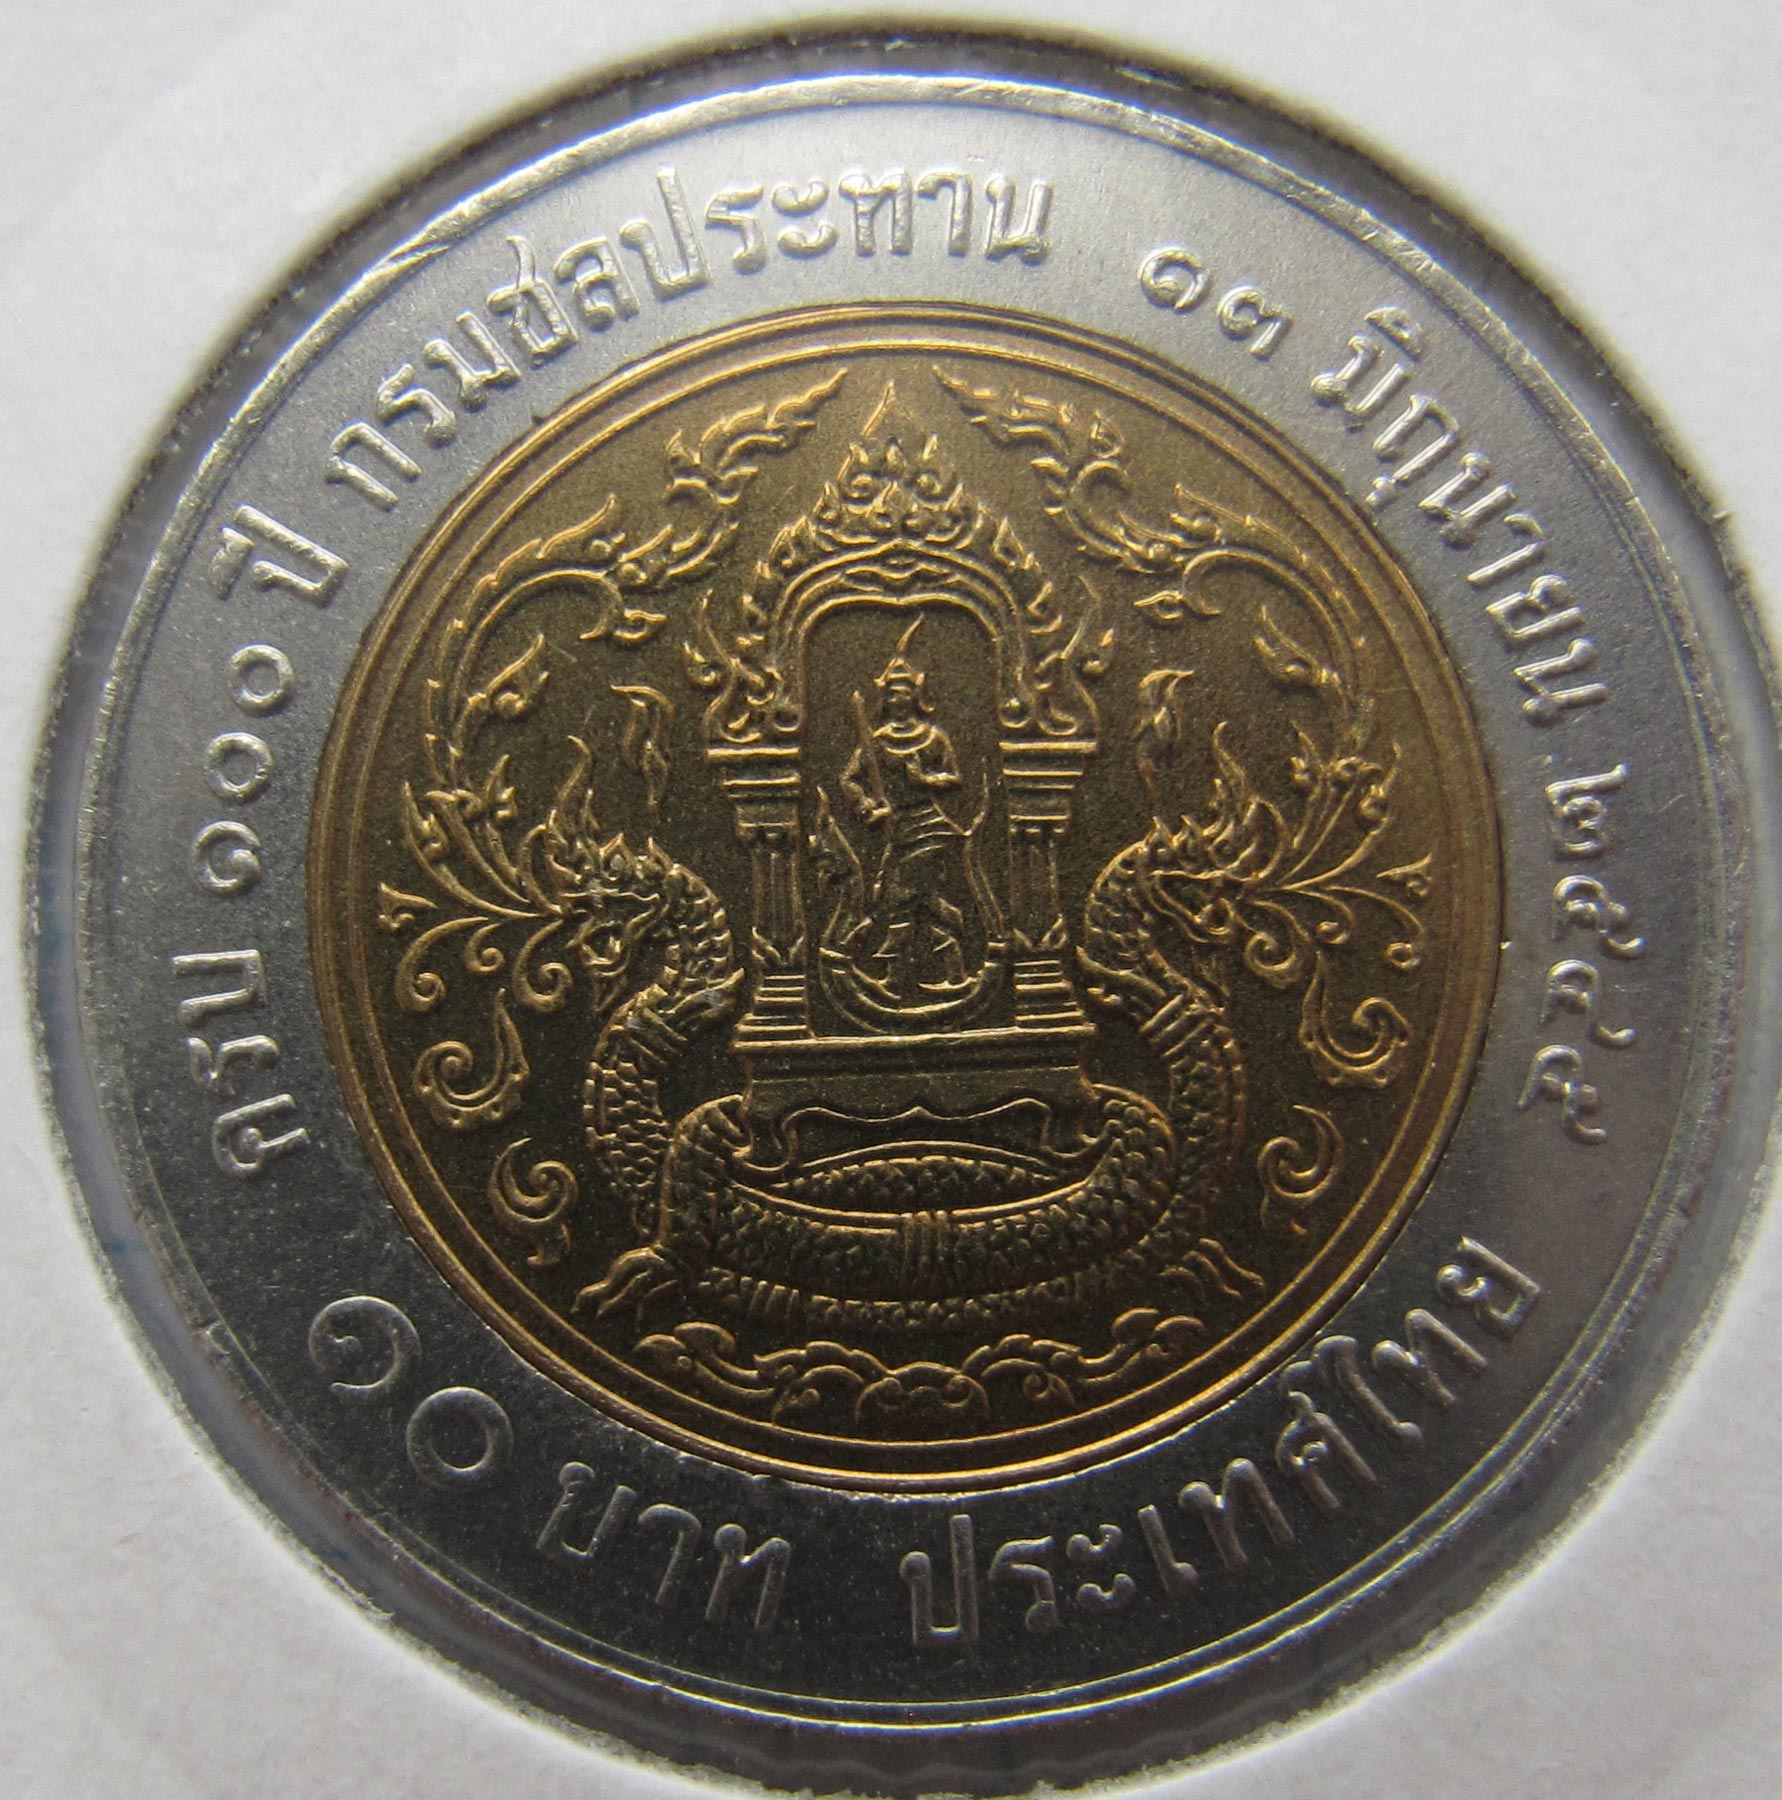 ครบ ๑๐๐ ปี กรมชลประทาน ๑๓ มิถุนายน ๒๕๔๕
๑๐ บาท ประเทศไทย